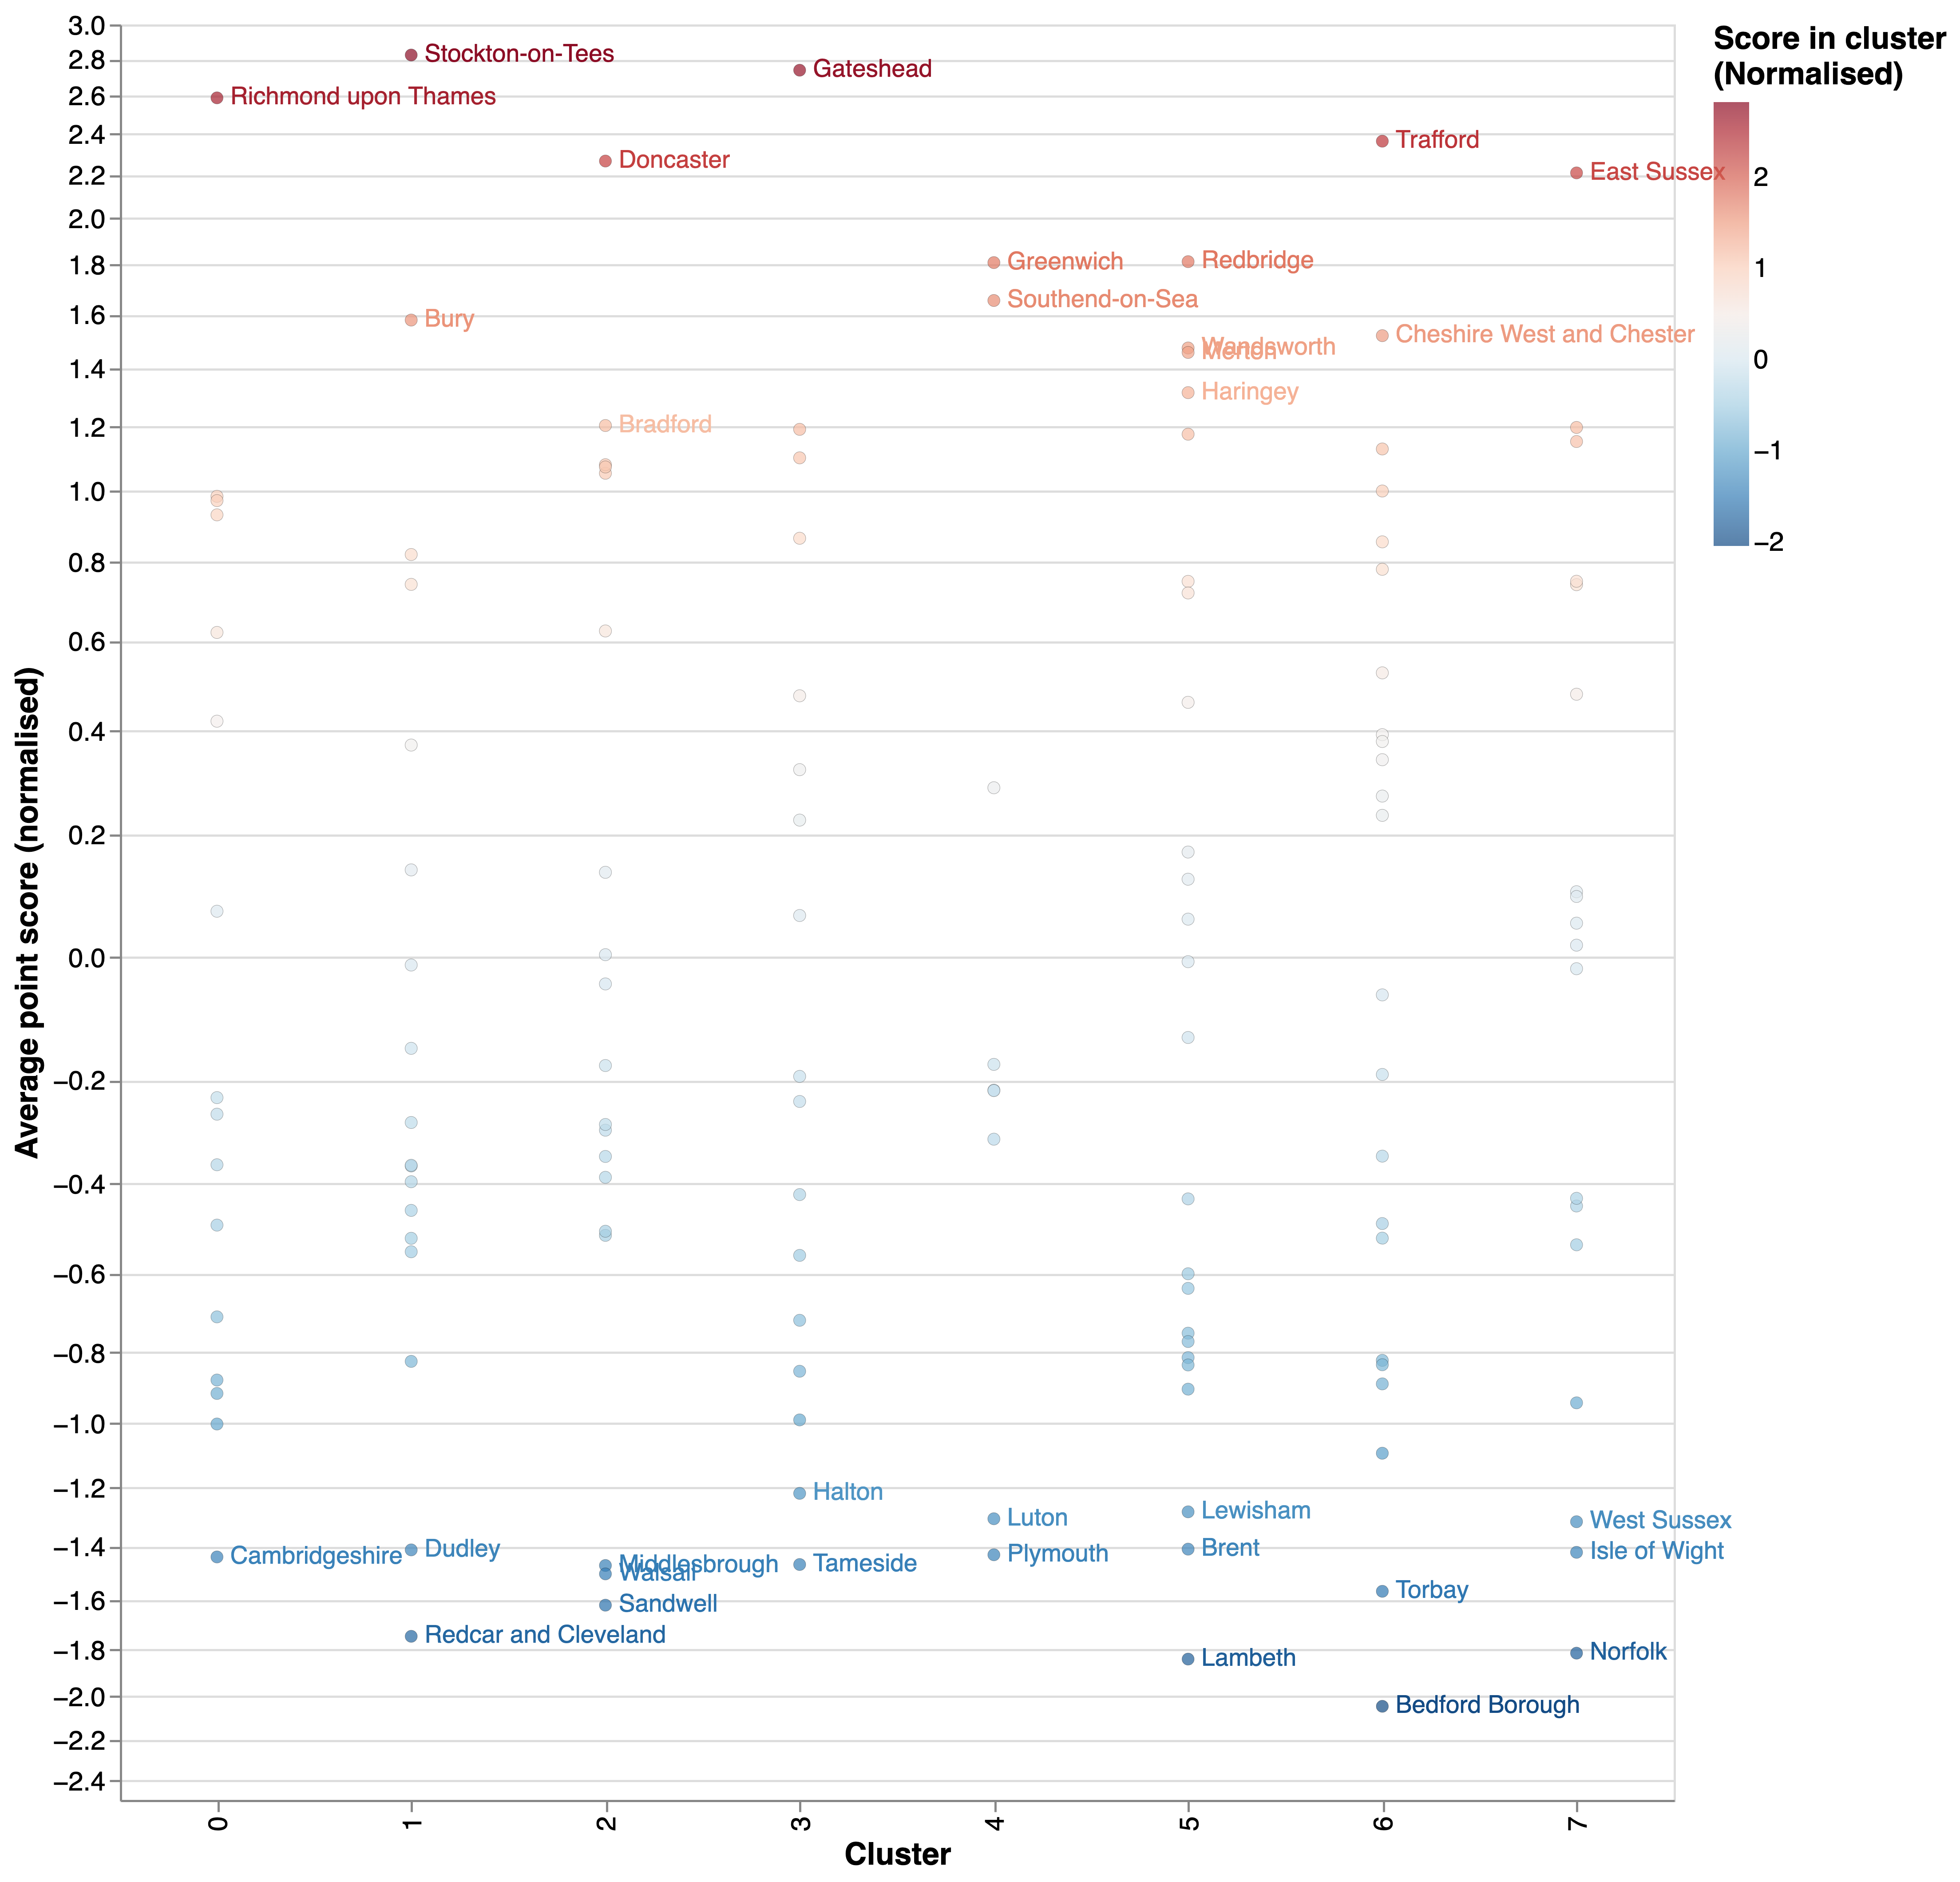 3.0
2.8
2.6
2.4
2.2
2.0
1.8
1.6
1.4
1.2
1.0
0.8
0.6
0.4
0.2
0.0
−0.2
−0.4
−0.6
−0.8
−1.0
−1.2
−1.4
−1.6
−1.8
−2.0
−2.2
−2.4
Average point score (normalised)
Stockton-on-Tees
Gateshead
Richmond upon Thames
Trafford
Doncaster
East Sussex
Greenwich
Redbridge
Southend-on-Sea
Bury
Cheshire West and Chester
Wandsworth
Merton
Haringey
Bradford
Halton
Lewisham
Luton
West Sussex
Brent
Dudley
Isle of Wight
Plymouth
Cambridgeshire
Tameside
Middlesbrough
Walsall
Torbay
Sandwell
Redcar and Cleveland
Norfolk
Lambeth
Bedford Borough
0
1
2
3
4
5
6
7
Cluster
Score in cluster
(Normalised)
2
1
0
−1
−2